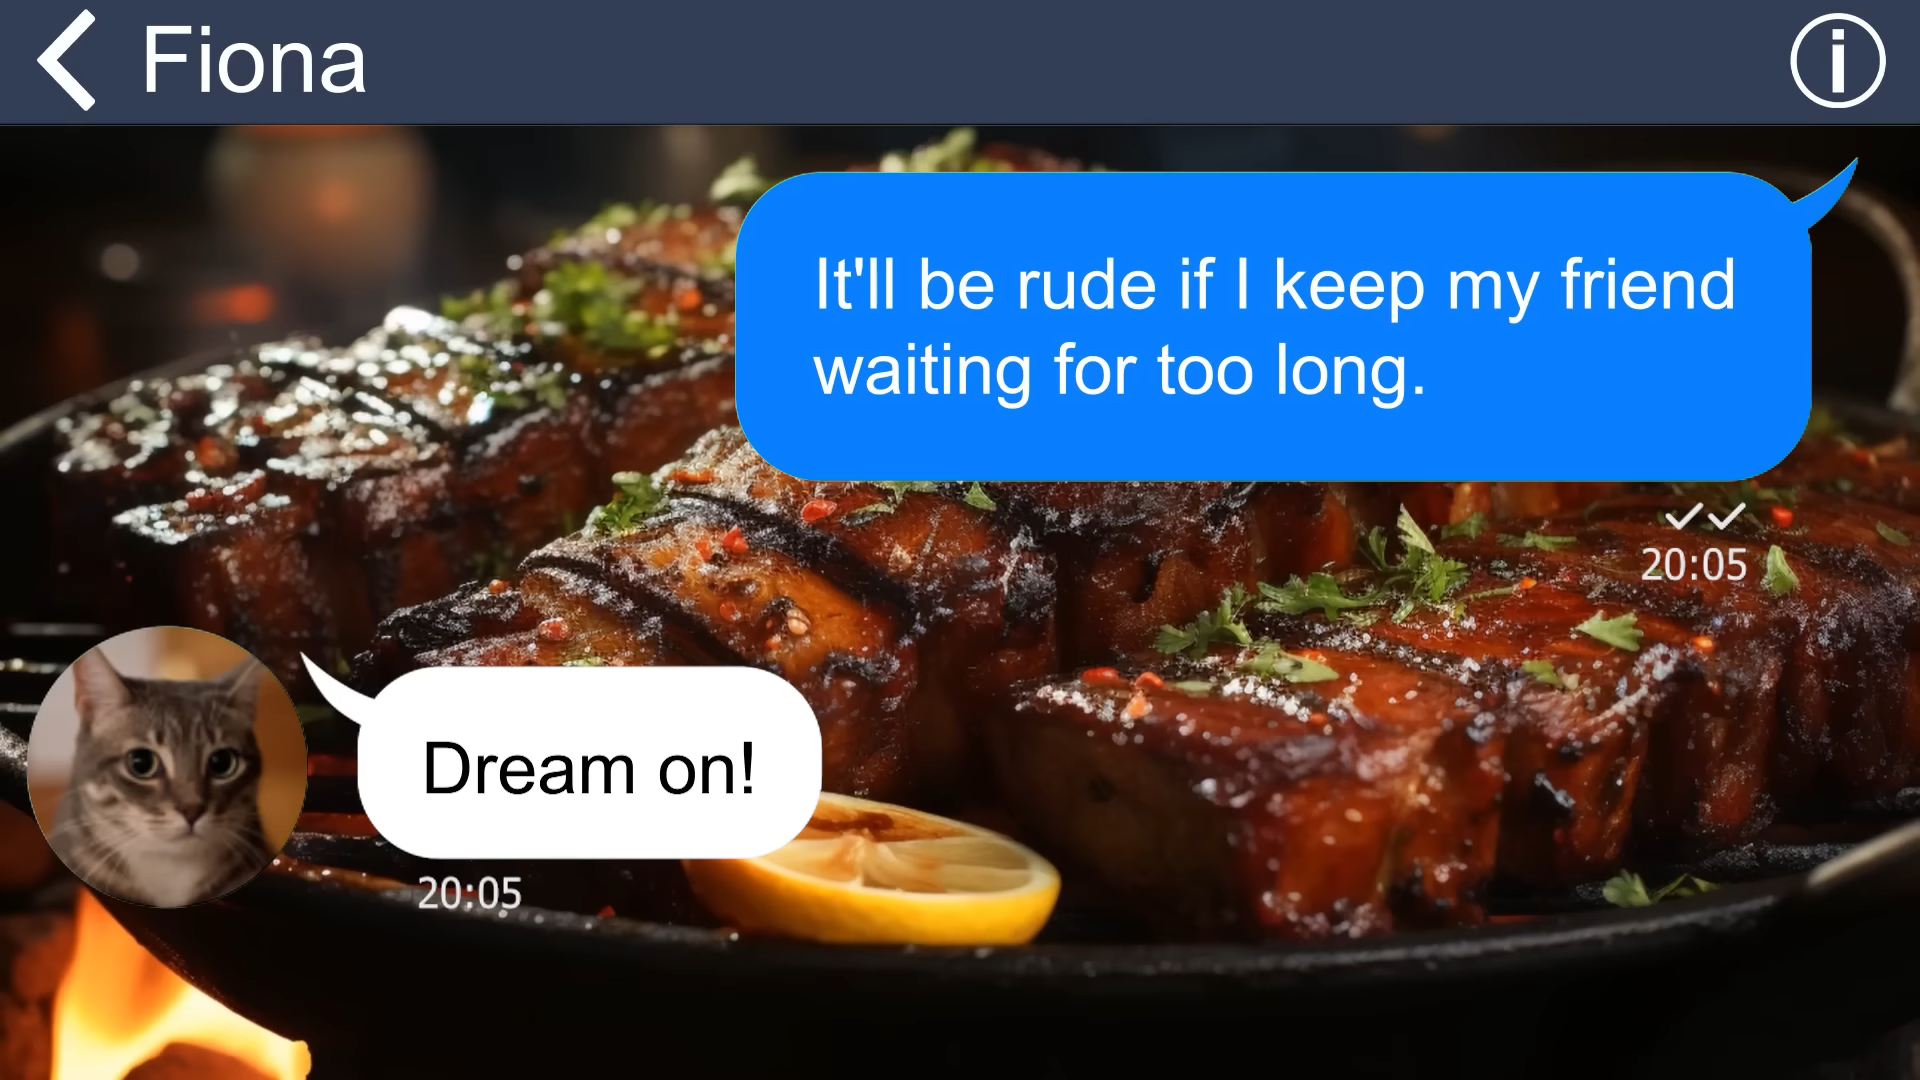 Fiona
It'll be rude if I keep my friend
waiting for too long.
20:05
Dream on!
20:05